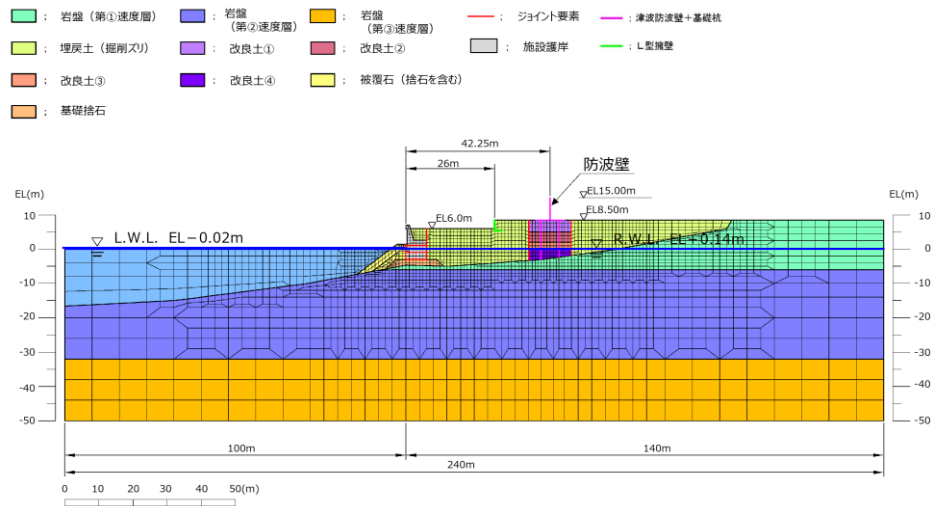 ; 岩盤（第①速度層）
; 岩盤
（第②速度層）
; 岩盤
（第③速度層）
; ジョイント要素
; 津波防波壁＋基礎杭
; 埋戻土（掘削ズリ）
; 改良土①
; 改良土②
; 施設護岸
; L型擁壁
; 改良土③
; 改良土④
; 被覆石（捨石を含む）
; 基礎捨石
42.25m
26m
防波壁
EL15.00m
EL8.50m
EL6.0m
EL(m)
EL(m)
L.W.L. EL−0.02m
R.W.L. EL+0.14m
10
0
-10
-20
-30
-40
-50
10
0
-10
-20
-30
-40
-50
100m
140m
240m
0 10 20 30 40 50(m)